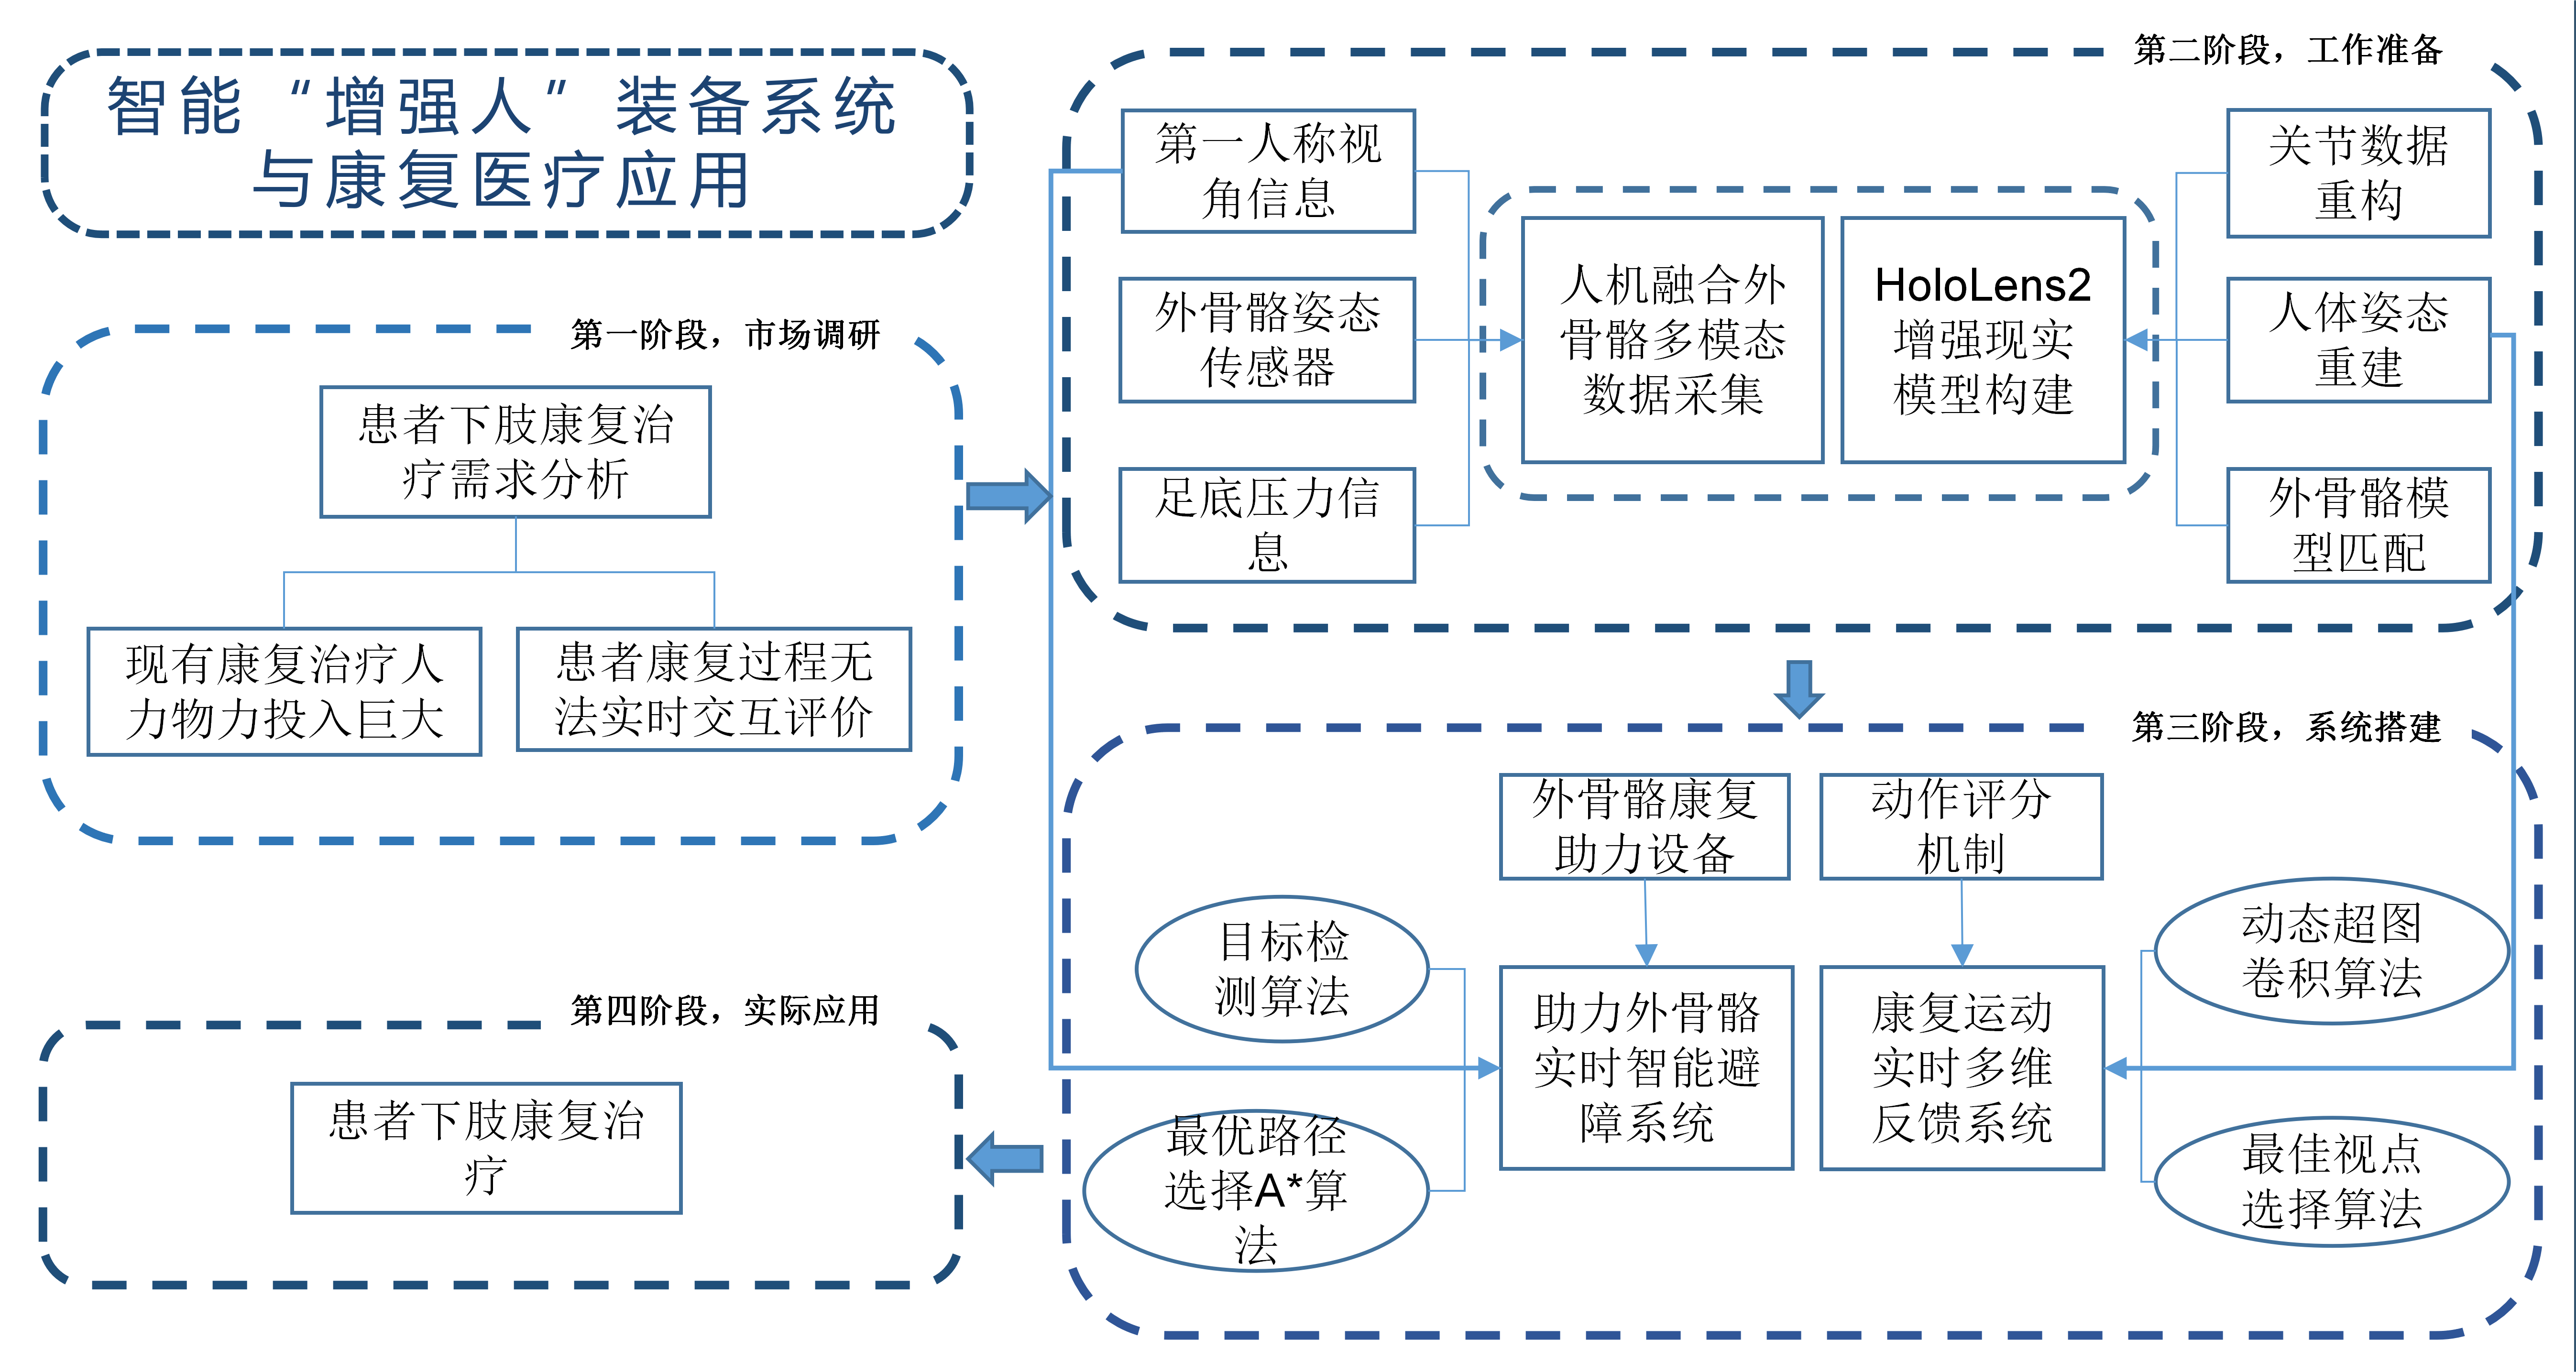 智能“增强人”装备系统
与康复医疗应用
第一阶段，市场调研
患者下肢康复治
疗需求分析
现有康复治疗人
力物力投入巨大
患者康复过程无
法实时交互评价
第二阶段，工作准备
第一人称视
角信息
外骨骼姿态
传感器
足底压力信
息
人机融合外
骨骼多模态
数据采集
HoloLens2
增强现实
模型构建
关节数据
重构
人体姿态
重建
外骨骼模
型匹配
第三阶段，系统搭建
外骨骼康复
助力设备
动作评分
机制
目标检
测算法
最优路径
选择A*算
法
助力外骨骼
实时智能避
障系统
康复运动
实时多维
反馈系统
动态超图
卷积算法
最佳视点
选择算法
第四阶段，实际应用
患者下肢康复治
疗